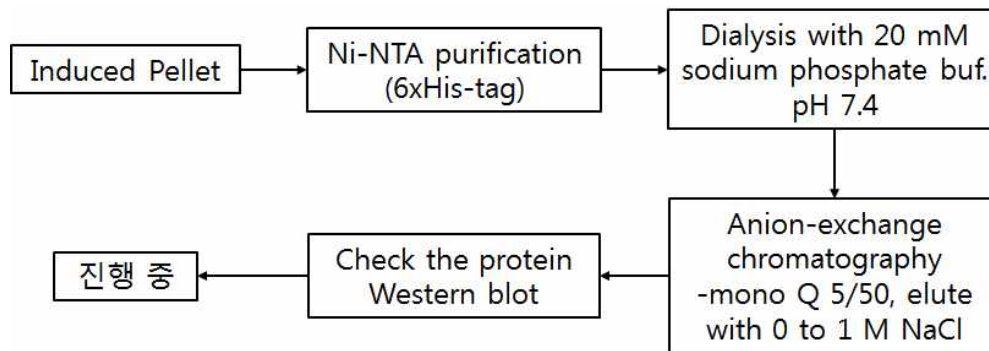 Induced Pellet
Ni-NTA purification
(6xHis-tag)
Dialysis with 20 mM
sodium phosphate buf.
pH 7.4
Anion-exchange
chromatography
-mono Q 5/50, elute
with 0 to 1 M NaCl
Check the protein
Western blot
진행 중